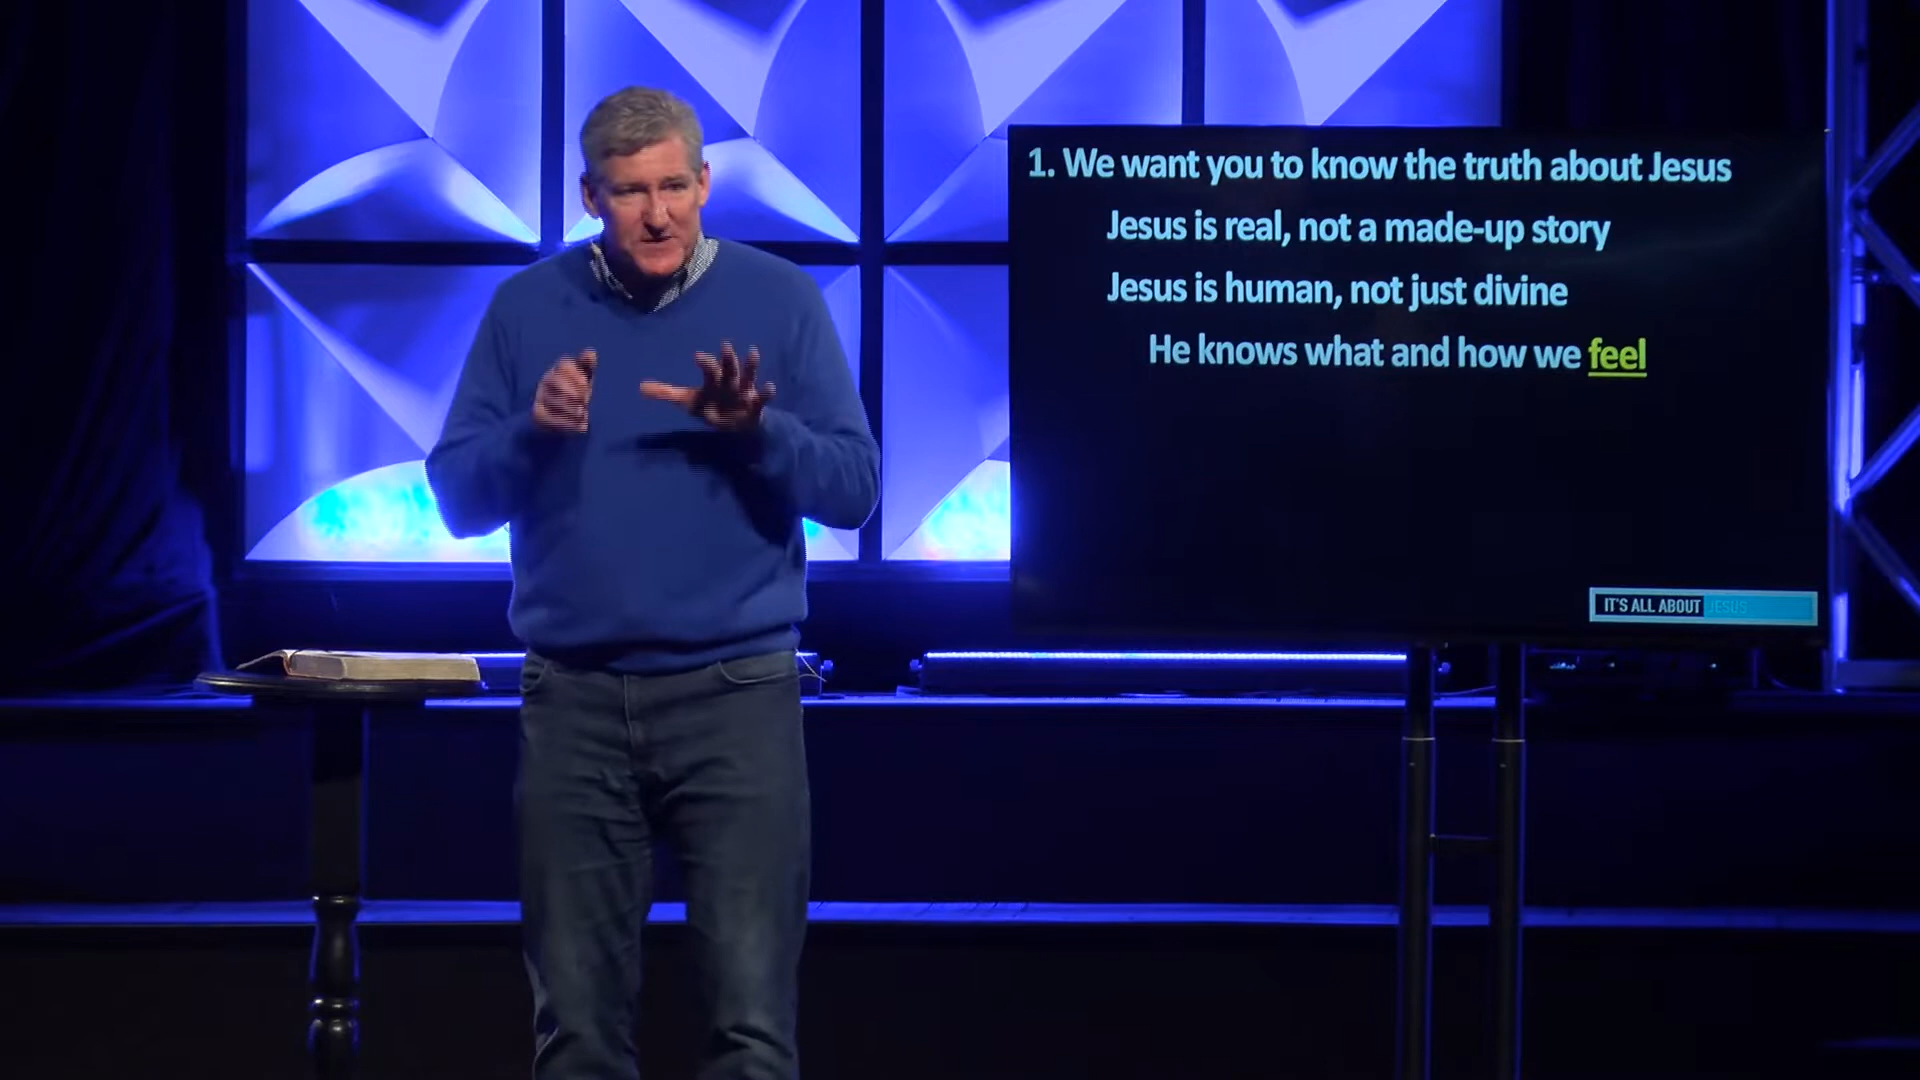 1. We want you to know the truth about Jesus
Jesus is real, not a made-up story
Jesus is human, not just divine
He knows what and how we feel
IT'S ALL ABOUT JESUS